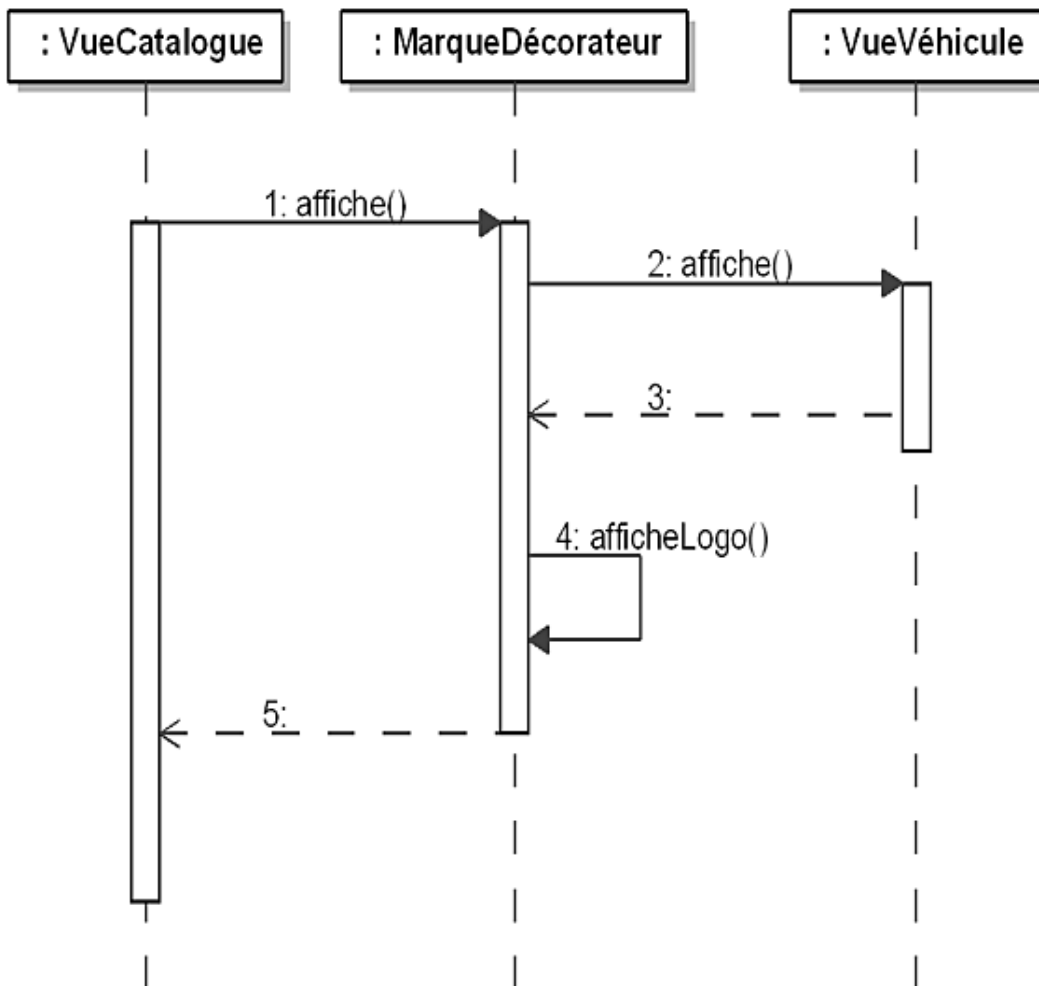 : VueCatalogue
: MarqueDécorateur
: VueVéhicule
1: affiche()
2: affiche()
3:
4: afficheLogo()
5: